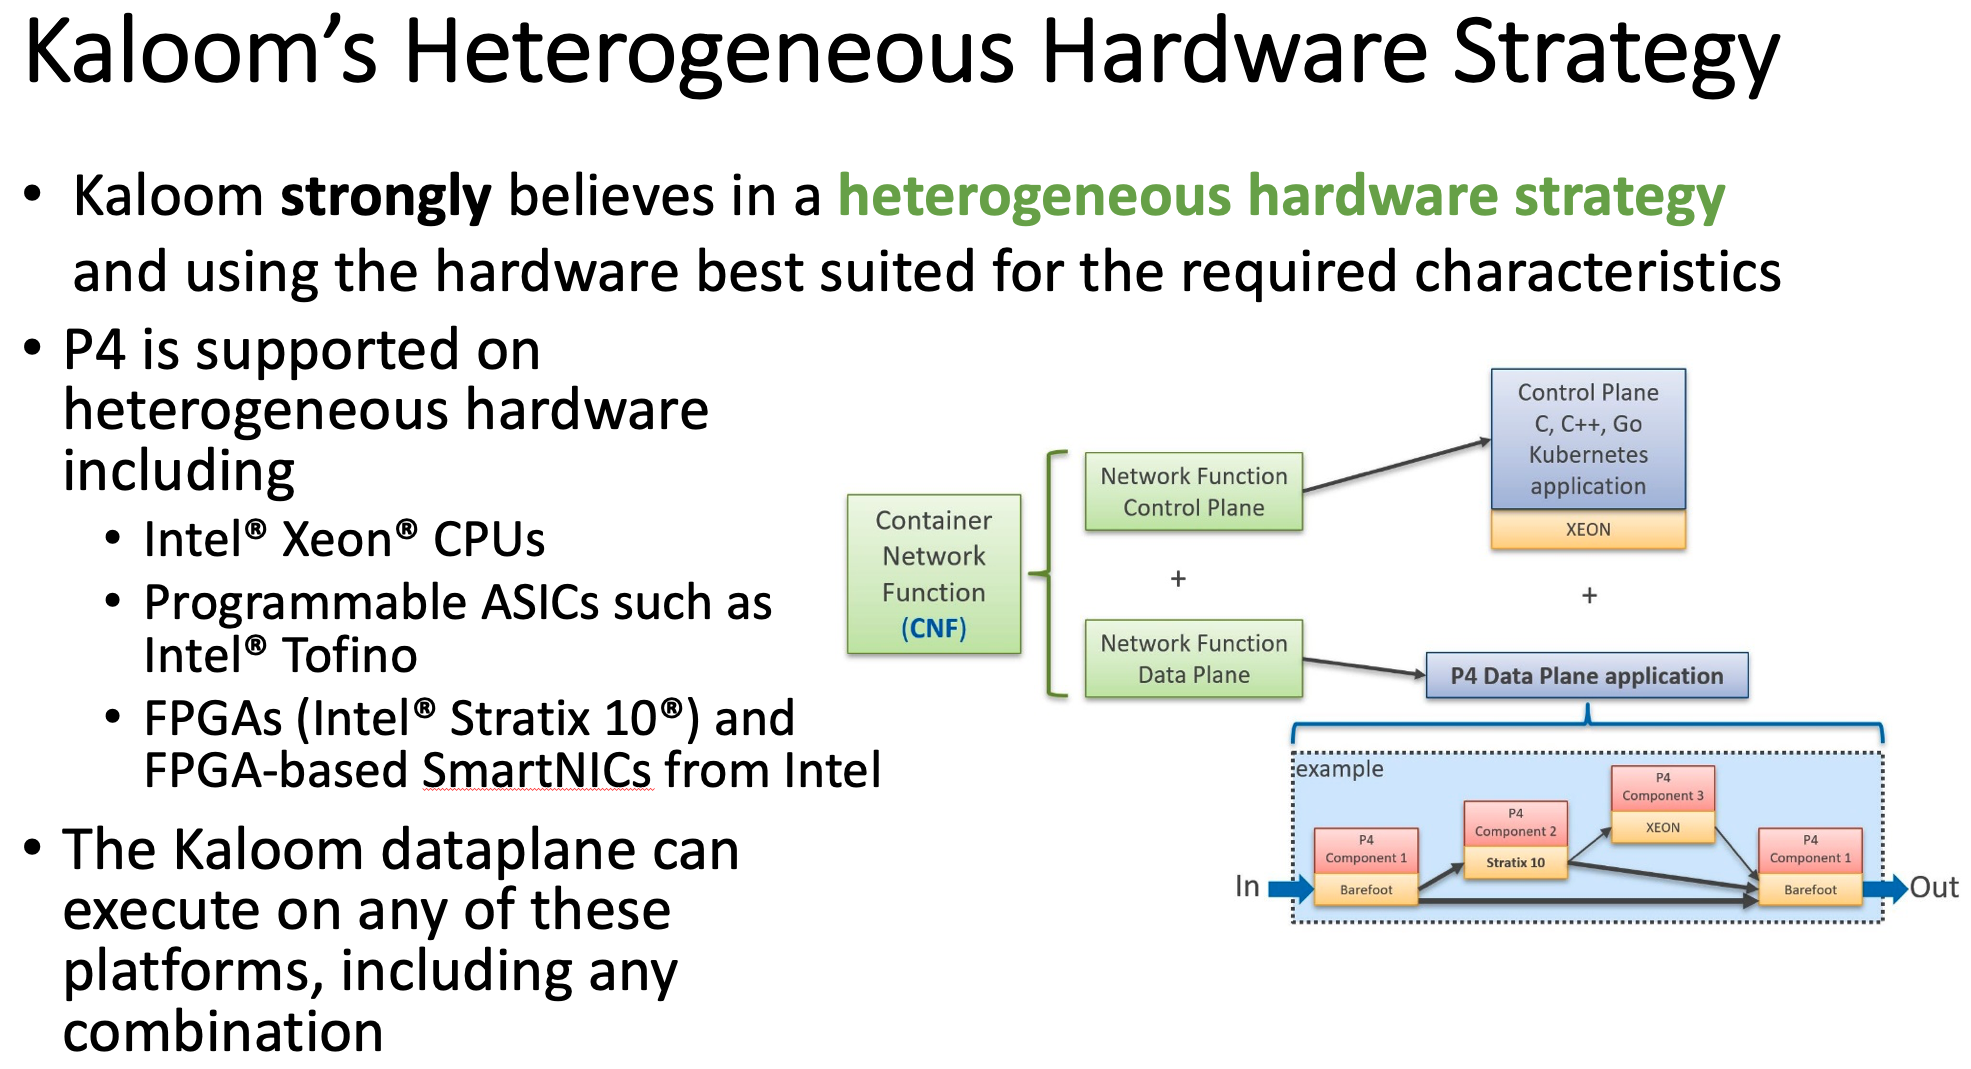 Kaloom’s Heterogeneous Hardware Strategy
• Kaloom strongly believes in a heterogeneous hardware strategy
and using the hardware best suited for the required characteristics
• P4 is supported on
heterogeneous hardware
including
• Intel® Xeon® CPUs
• Programmable ASICs such as
Intel® Tofino
• FPGAs (Intel® Stratix 10®) and
FPGA-based SmartNICs from Intel
• The Kaloom dataplane can
execute on any of these
platforms, including any
combination
Container
Network
Function
(CNF)
Network Function
Control Plane
+
Network Function
Data Plane
Control Plane
C, C++, Go
Kubernetes
application
XEON
+
P4 Data Plane application
example
In
P4
Component 1
Barefoot
P4
Component 2
Stratix 10
P4
Component 3
XEON
P4
Component 1
Barefoot
Out